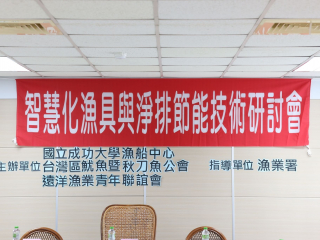 智慧化漁具與淨排節能技術研討會
國立成功大學漁船中心
主辦單位 台灣區魷魚暨秋刀魚公會 指導單位 漁業署
遠洋漁業青年聯誼會